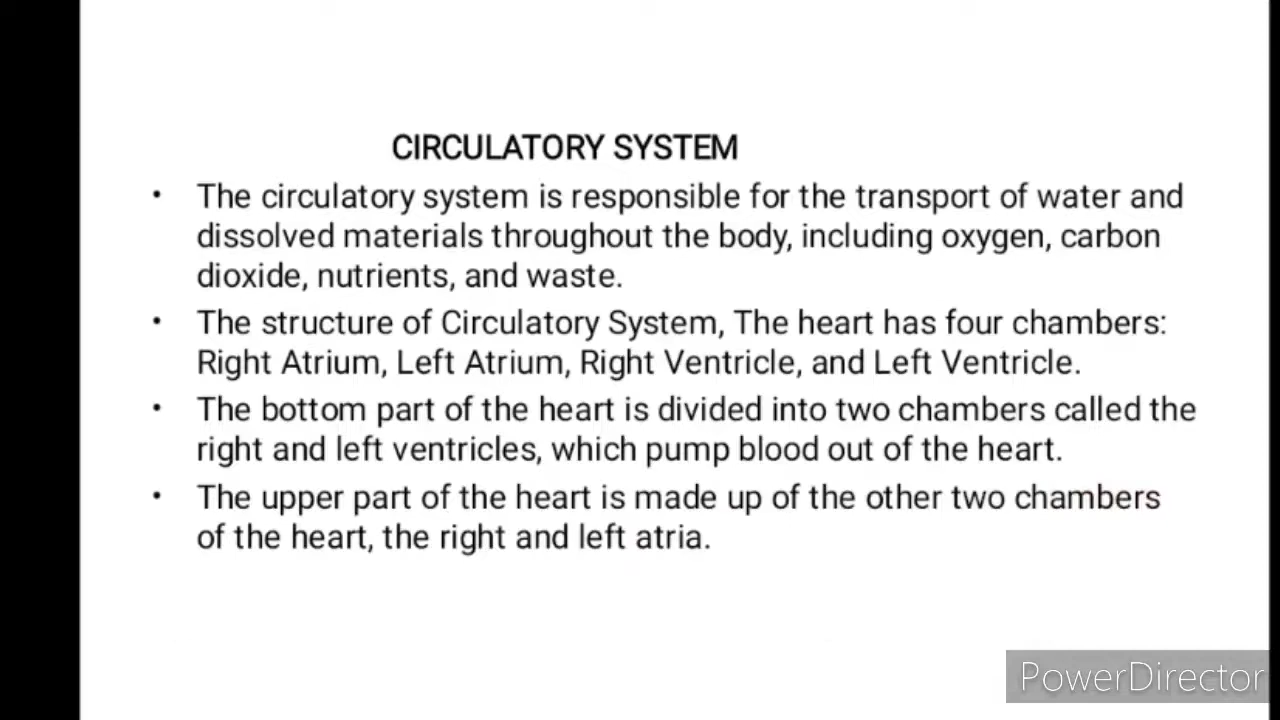 CIRCULATORY SYSTEM
• The circulatory system is responsible for the transport of water and
dissolved materials throughout the body, including oxygen, carbon
dioxide, nutrients, and waste.
• The structure of Circulatory System, The heart has four chambers:
Right Atrium, Left Atrium, Right Ventricle, and Left Ventricle.
• The bottom part of the heart is divided into two chambers called the
right and left ventricles, which pump blood out of the heart.
• The upper part of the heart is made up of the other two chambers
of the heart, the right and left atria.
PowerDirector